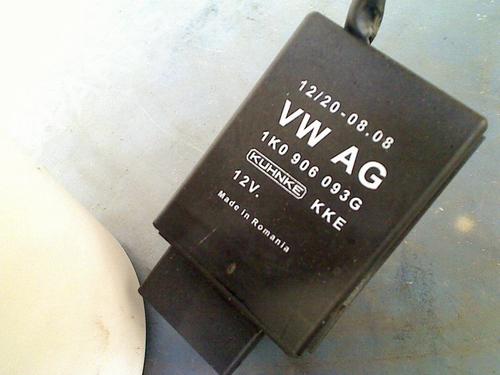 12/20-08.08
VW AG
1K0 906 093G
KUHNKE
12V. KKE
Made in Romania